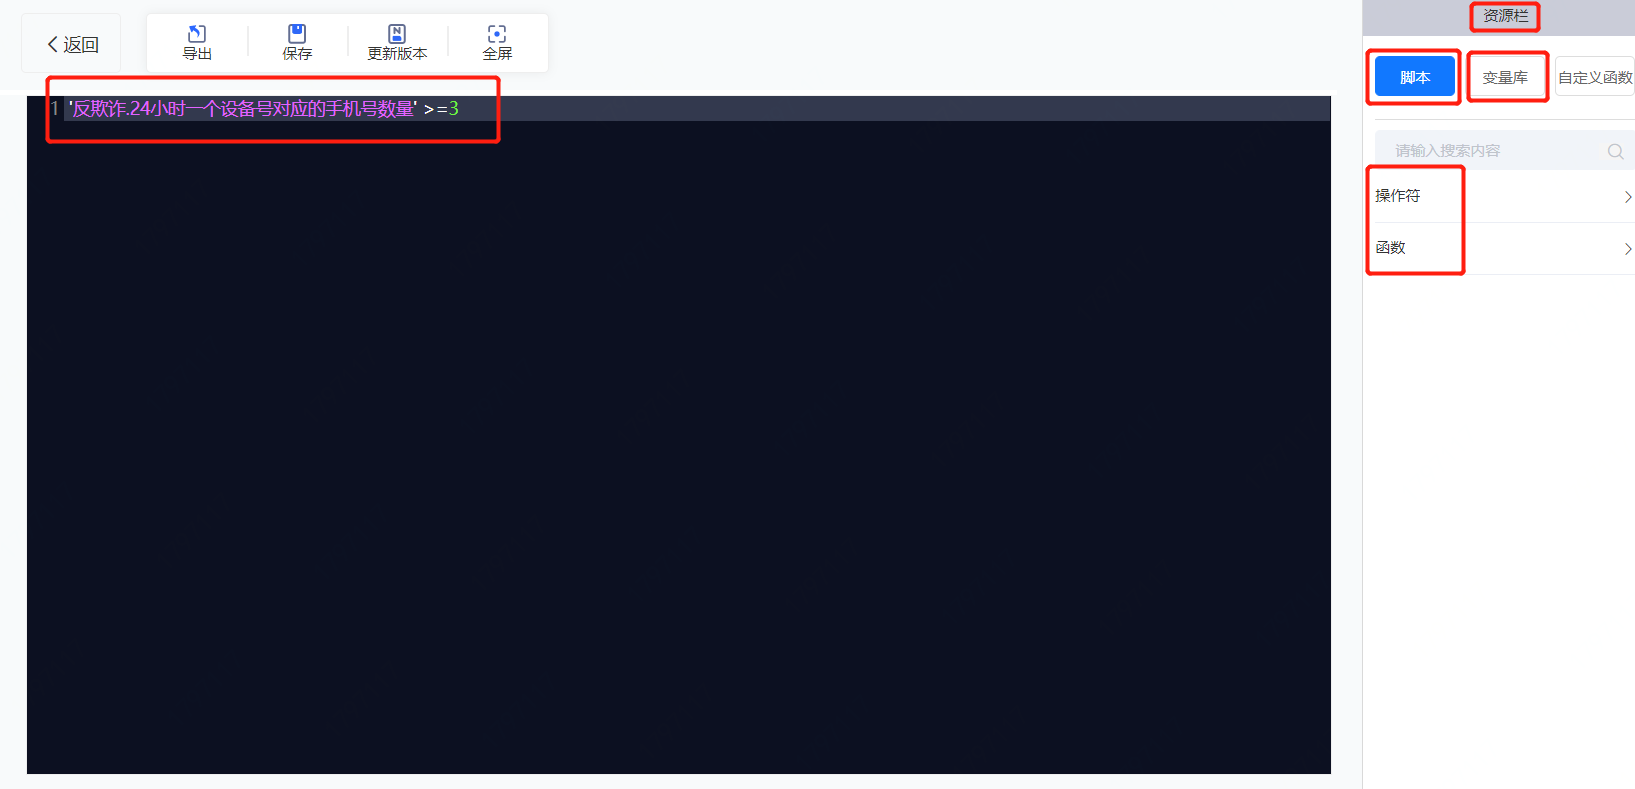 返回
导出
保存
更新版本
全屏
1 '反欺诈.24小时一个设备号对应的手机号数量' >=3
资源栏
脚本
变量库
自定义函数
请输入搜索内容
操作符
函数